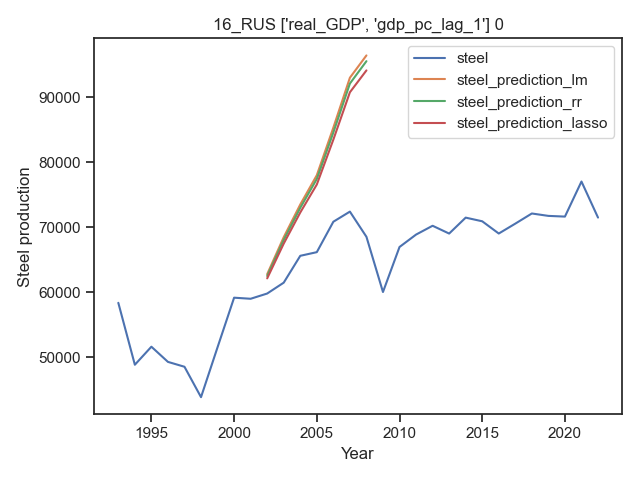 16_RUS ['real_GDP', 'gdp_pc_lag_1'] 0
steel
steel_prediction_lm
steel_prediction_rr
steel_prediction_lasso
Steel production
90000
80000
70000
60000
50000
1995
2000
2005
2010
2015
2020
Year